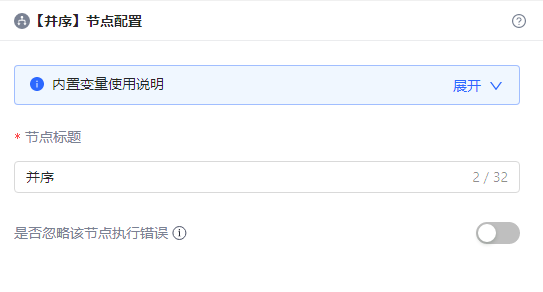 【并序】节点配置
内置变量使用说明
展开
* 节点标题
并序
2 / 32
是否忽略该节点执行错误